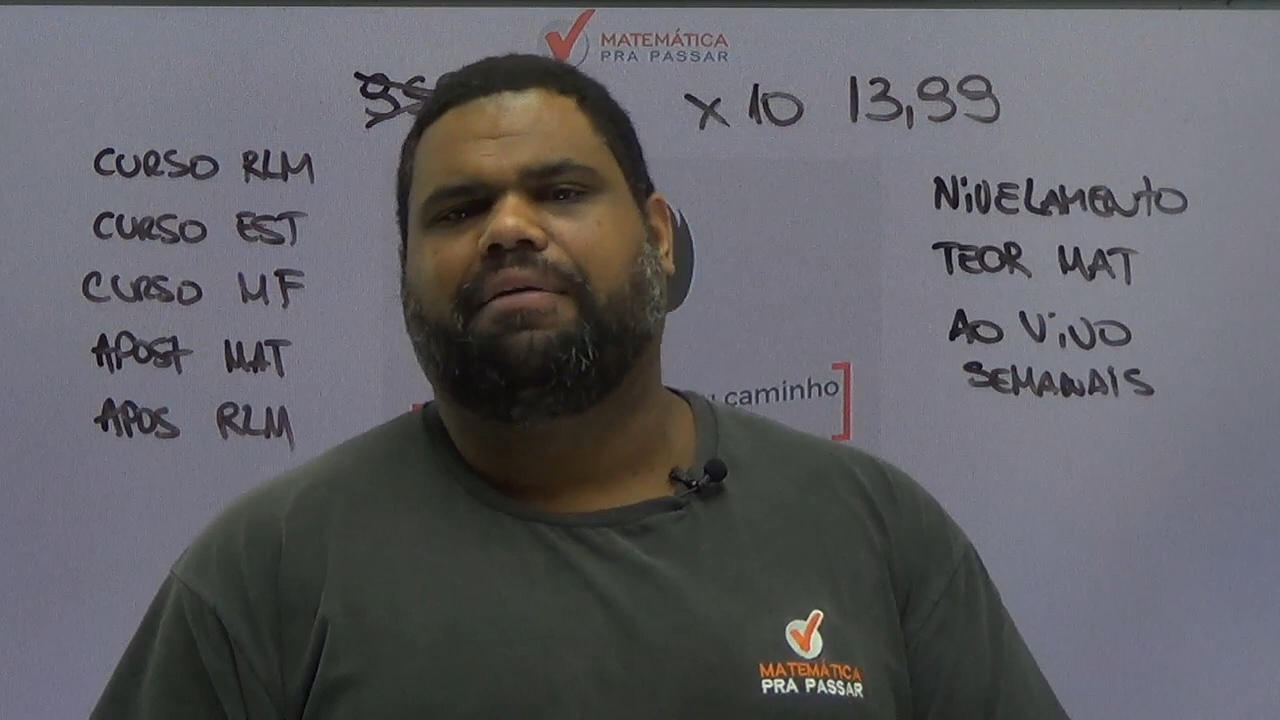 MATEMÁTICA
PRA PASSAR
x 10 13,99
CURSO RLM
CURSO EST
CURSO MF
APOST MAT
APOS RLM
NIVELAMENTO
TEOR MAT
AO VIVO
SEMANAIS
caminho
MATEMÁTICA
PRA PASSAR